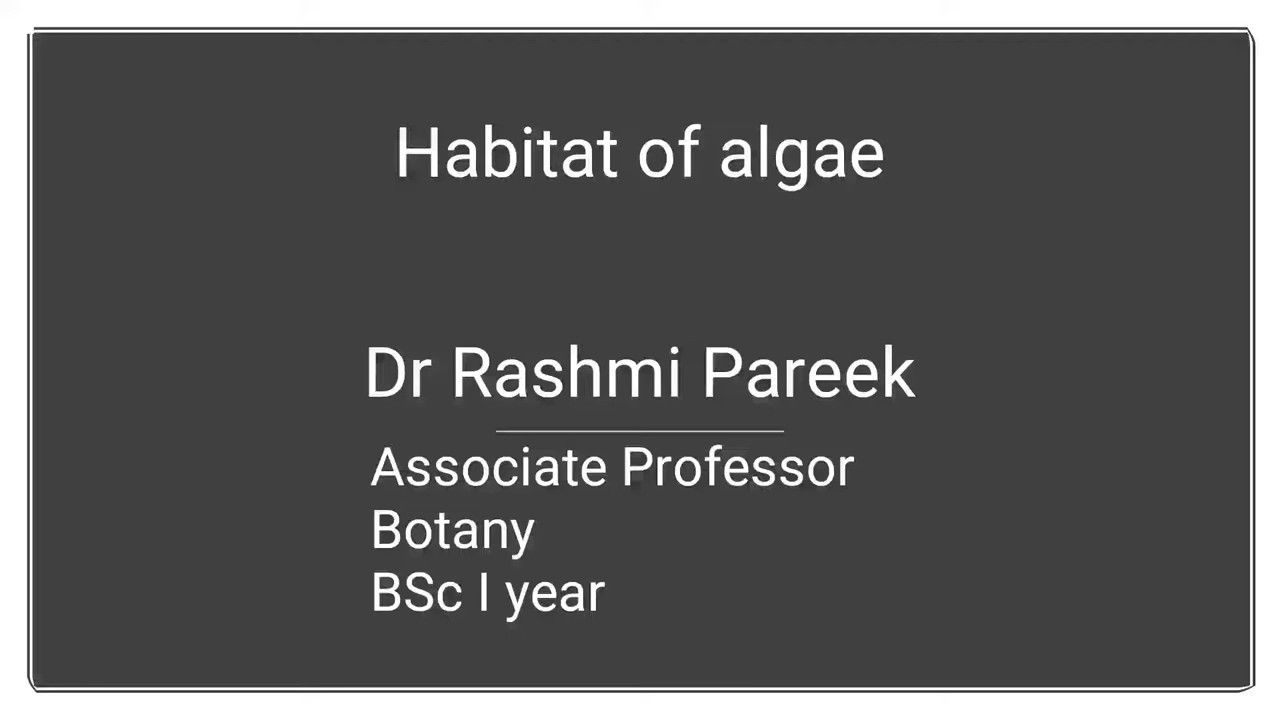 Habitat of algae
Dr Rashmi Pareek
Associate Professor
Botany
BSc I year